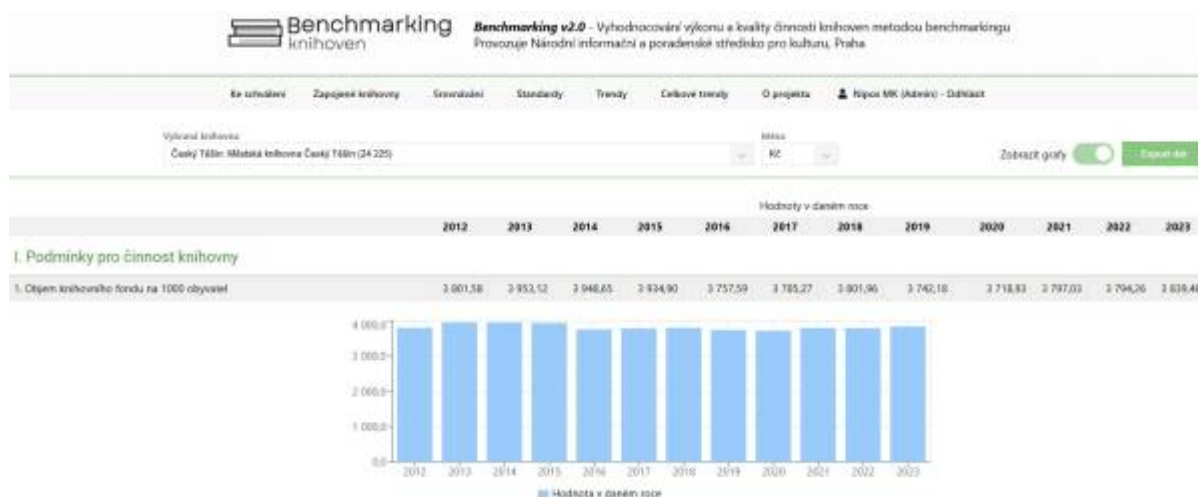 Benchmarking
knihoven
Benchmarking v2.0 - Vyhodnocování výkonu a kvality činnosti knihoven metodou benchmarkingu
Provozuje Národní informační a poradenské středisko pro kulturu, Praha
Ke schválení Zapojené knihovny Srovnávání Standardy Trendy Celkové trendy O projektu Nipos MK (Admin) - Odhlásit
Vybraná knihovna Měna
Český Těšín: Městská knihovna Český Těšín (24 225) Kč Zobrazit grafy Export dat
Hodnoty v daném roce
2012 2013 2014 2015 2016 2017 2018 2019 2020 2021 2022 2023
I. Podmínky pro činnost knihovny
1. Objem knihovního fondu na 1000 obyvatel 3 801,58 3 953,12 3 948,65 3 934,90 3 757,59 3 785,27 3 801,96 3 742,18 3 718,93 3 797,03 3 794,26 3 839,46
4 000,0
3 000,0
2 000,0
1 000,0
0,0
2012 2013 2014 2015 2016 2017 2018 2019 2020 2021 2022 2023
Hodnota v daném roce